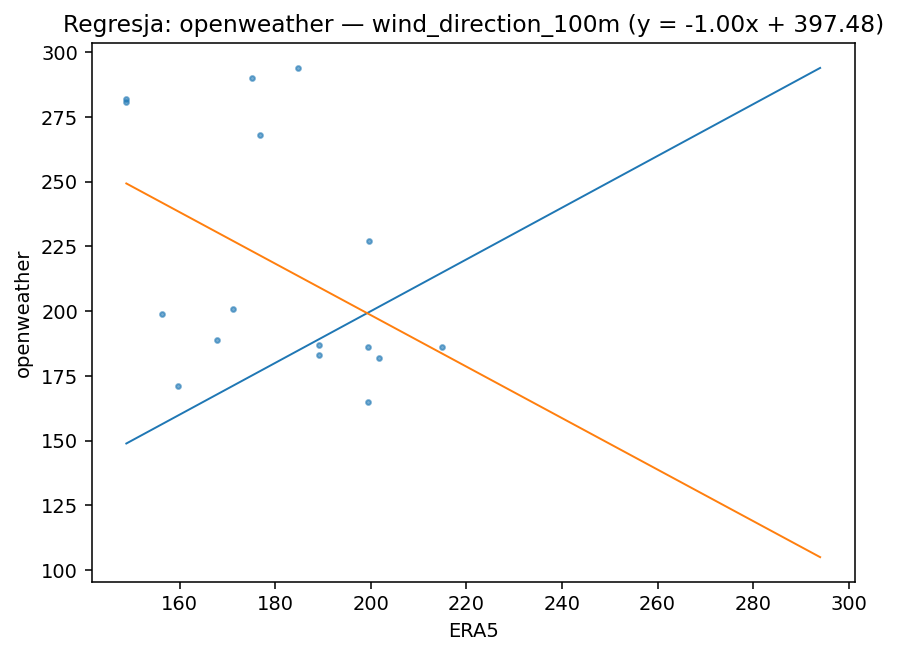 Regresja: openweather — wind_direction_100m (y = -1.00x + 397.48)
300
275
250
225
200
175
150
125
100
openweather
160 180 200 220 240 260 280 300
ERA5